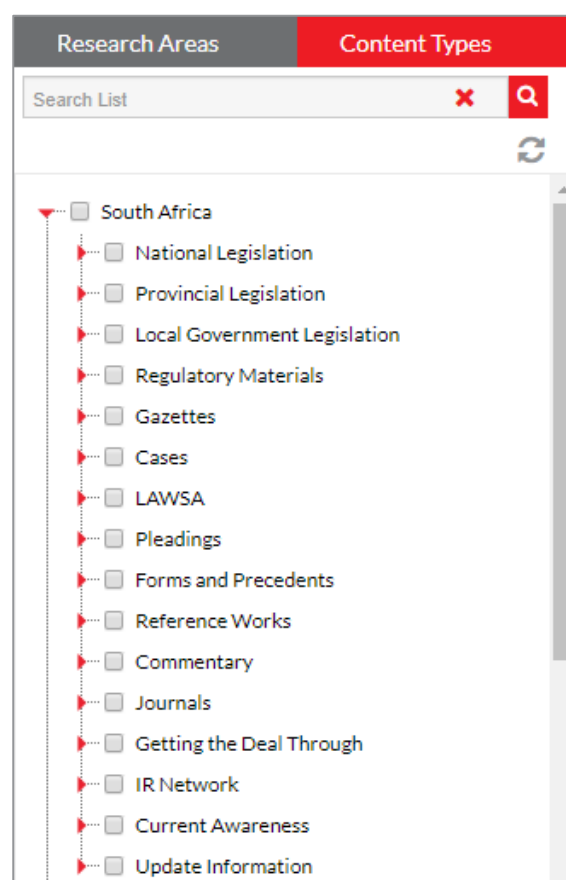 Research Areas
Content Types
Search List
South Africa
National Legislation
Provincial Legislation
Local Government Legislation
Regulatory Materials
Gazettes
Cases
LAWSA
Pleadings
Forms and Precedents
Reference Works
Commentary
Journals
Getting the Deal Through
IR Network
Current Awareness
Update Information